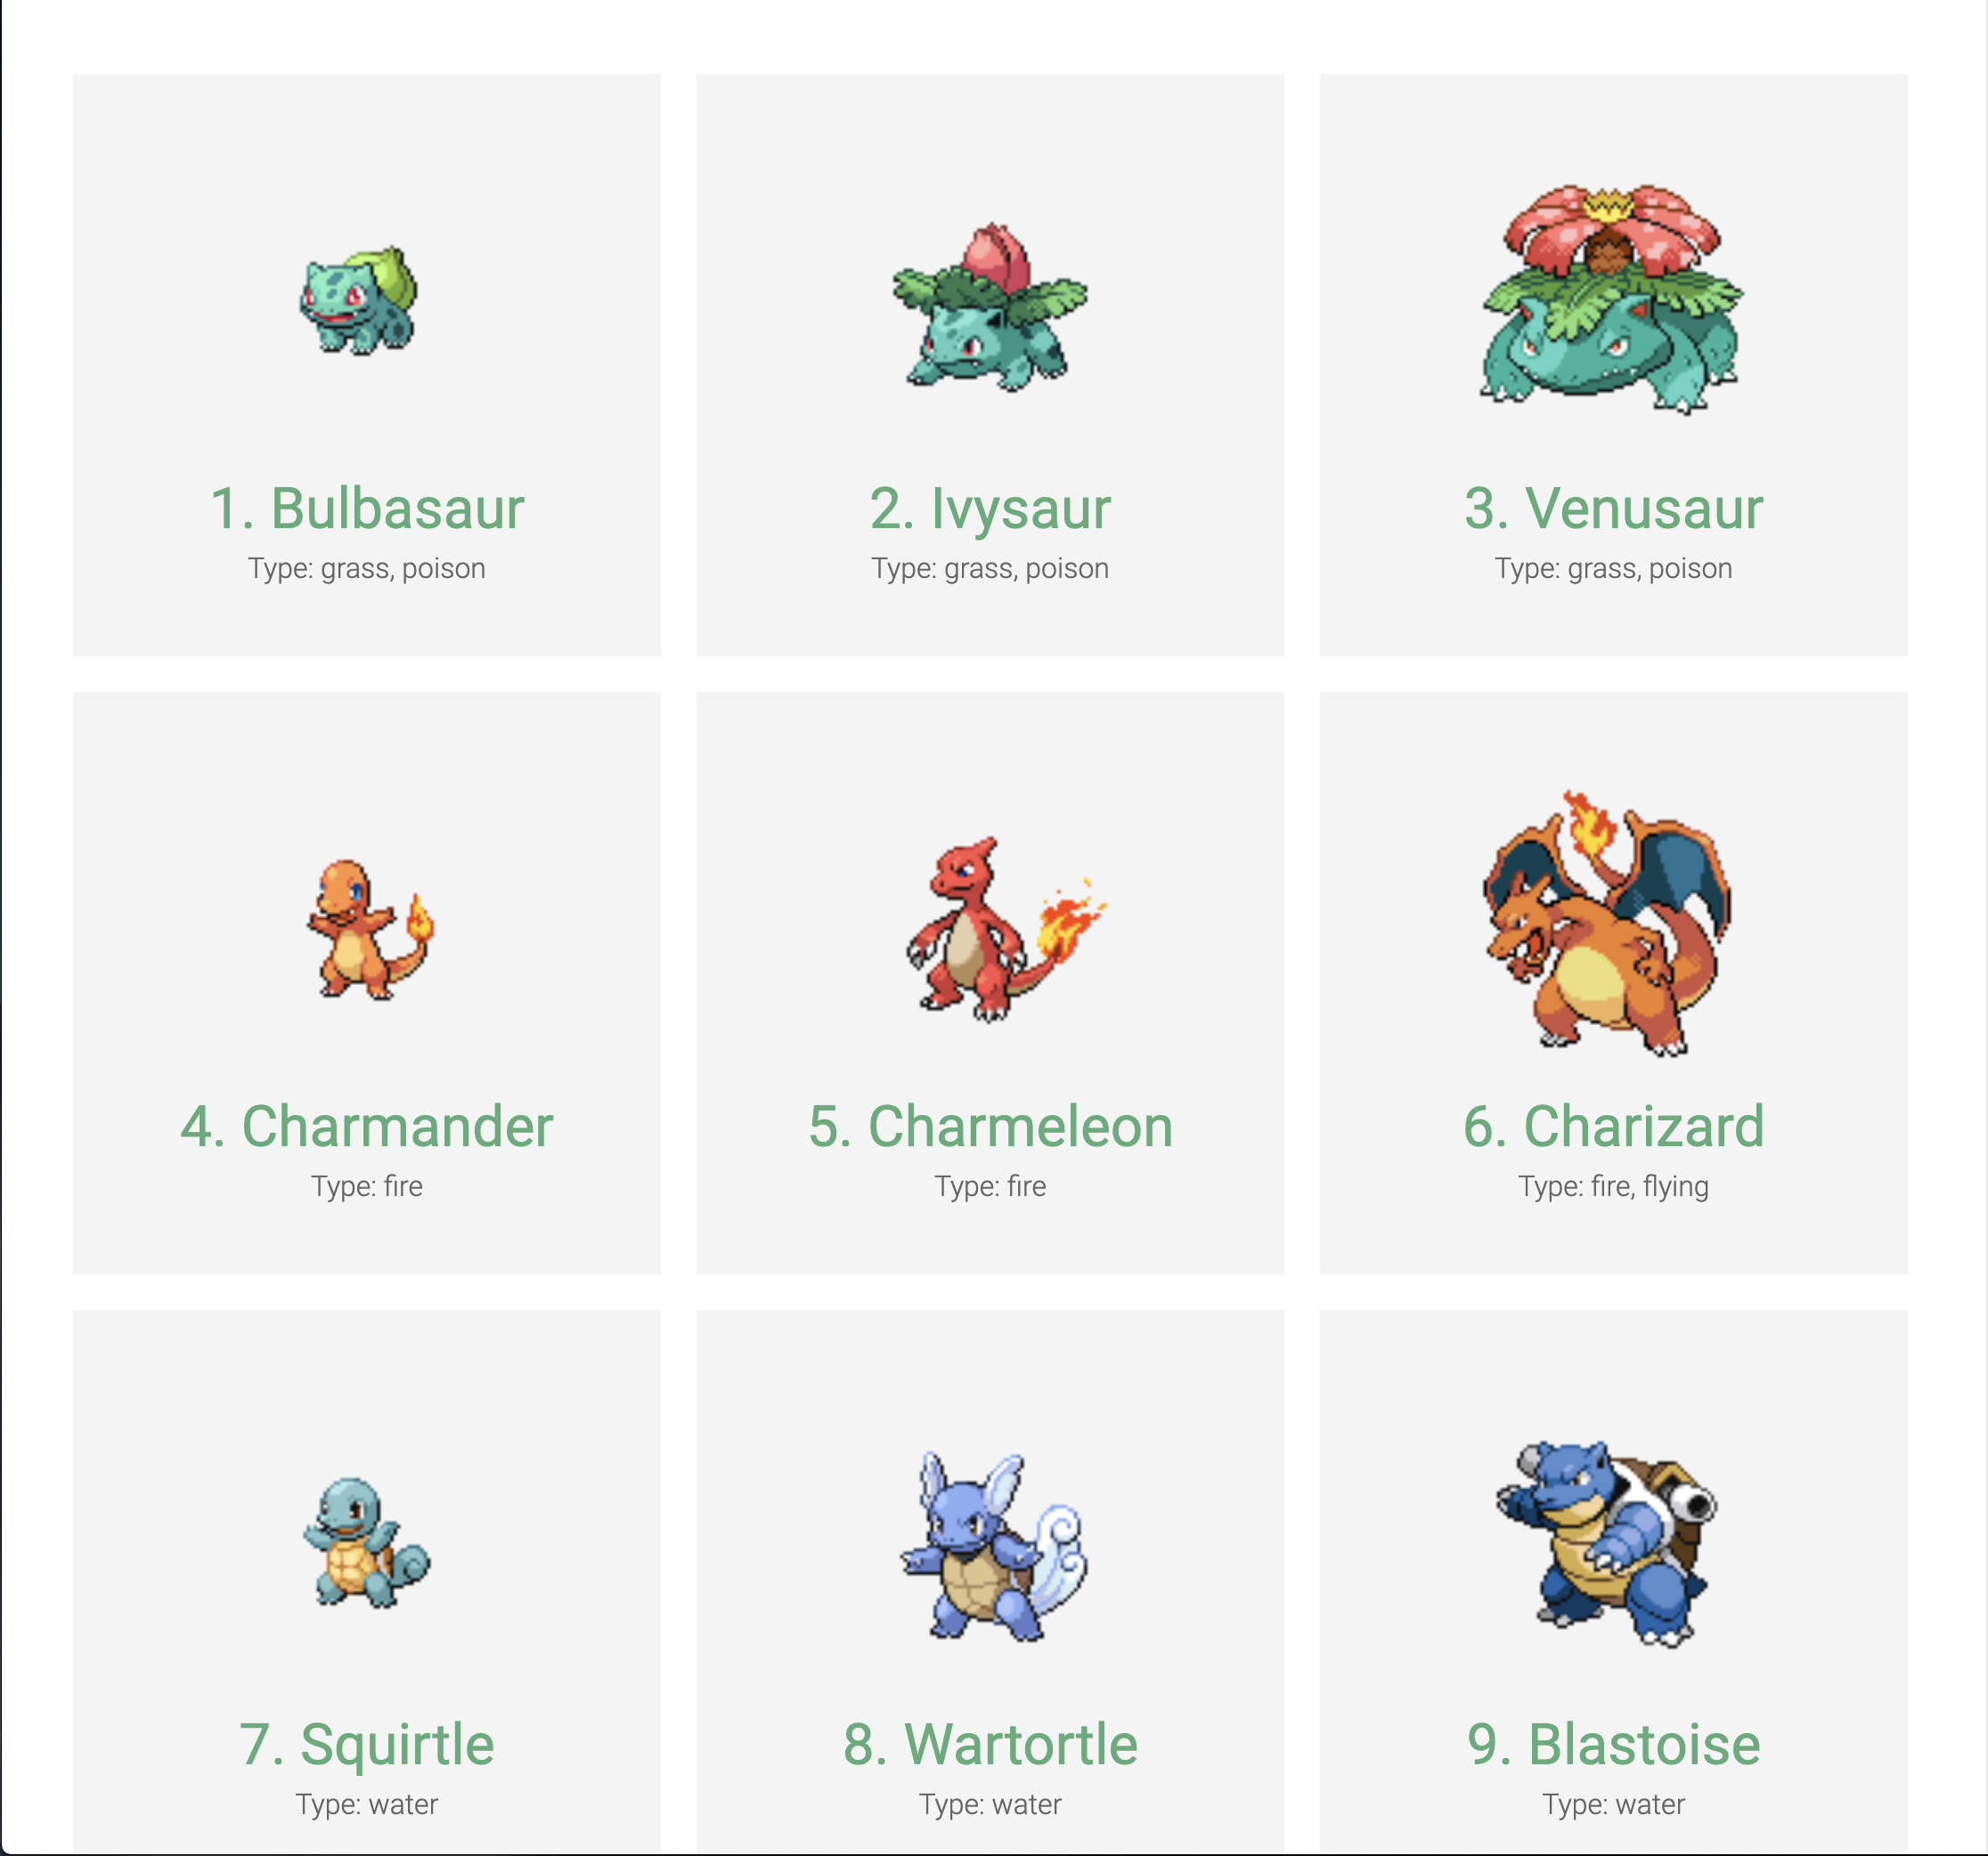 1. Bulbasaur
Type: grass, poison
2. Ivysaur
Type: grass, poison
3. Venusaur
Type: grass, poison
4. Charmander
Type: fire
5. Charmeleon
Type: fire
6. Charizard
Type: fire, flying
7. Squirtle
Type: water
8. Wartortle
Type: water
9. Blastoise
Type: water